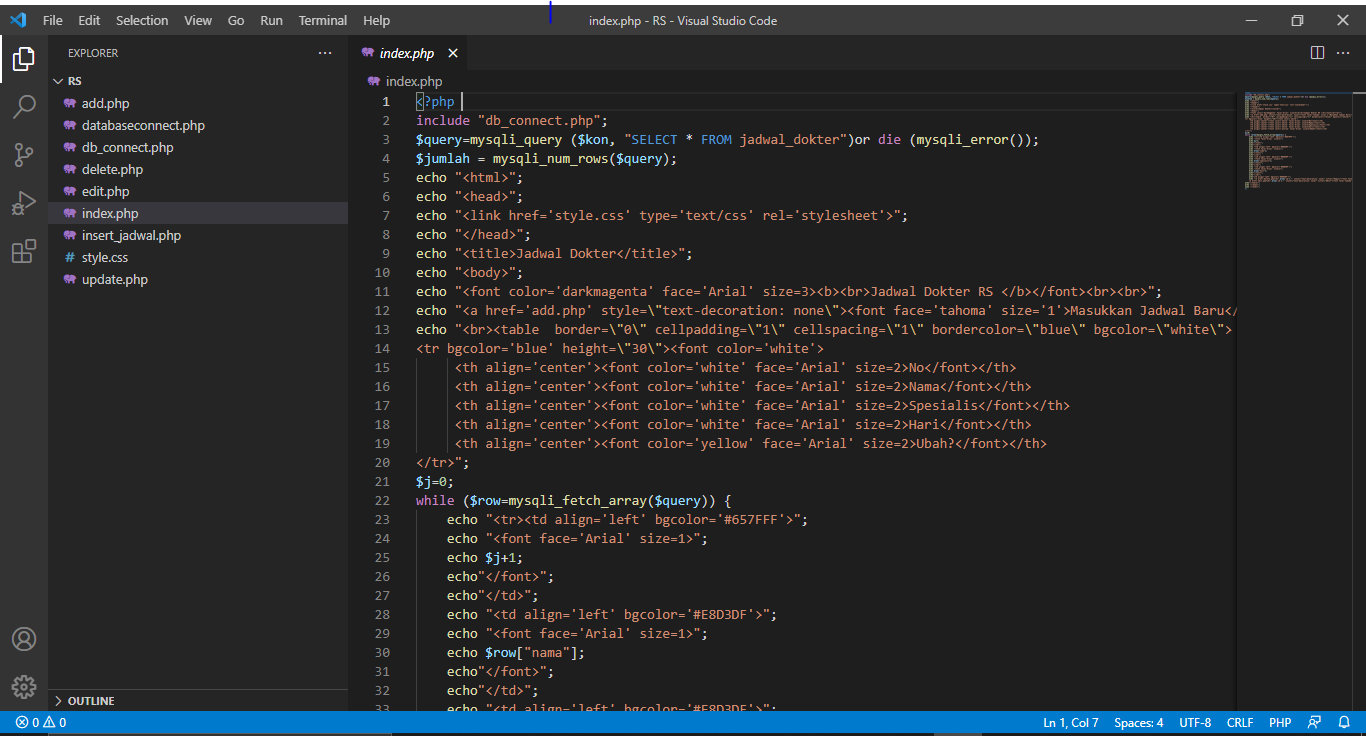 File Edit Selection View Go Run Terminal Help
index.php - RS - Visual Studio Code
EXPLORER
RS
add.php
databaseconnect.php
db_connect.php
delete.php
edit.php
index.php
insert_jadwal.php
# style.css
update.php
OUTLINE
index.php
index.php
1 <?php
2 include "db_connect.php";
3 $query=mysqli_query ($kon, "SELECT * FROM jadwal_dokter")or die (mysqli_error());
4 $jumlah = mysqli_num_rows($query);
5 echo "<html>";
6 echo "<head>";
7 echo "<link href='style.css' type='text/css' rel='stylesheet'>";
8 echo "</head>";
9 echo "<title>Jadwal Dokter</title>";
10 echo "<body>";
11 echo "<font color='darkmagenta' face='Arial' size=3><b><br>Jadwal Dokter RS </b></font><br><br>";
12 echo "<a href='add.php' style=\"text-decoration: none\"><font face='tahoma' size='1'>Masukkan Jadwal Baru</
13 echo "<br><table  border=\"0\" cellpadding=\"1\" cellspacing=\"1\" bordercolor=\"blue\" bgcolor=\"white\">
14 <tr bgcolor='blue' height=\"30\"><font color='white'>
15 <th align='center'><font color='white' face='Arial' size=2>No</font></th>
16 <th align='center'><font color='white' face='Arial' size=2>Nama</font></th>
17 <th align='center'><font color='white' face='Arial' size=2>Spesialis</font></th>
18 <th align='center'><font color='white' face='Arial' size=2>Hari</font></th>
19 <th align='center'><font color='yellow' face='Arial' size=2>Ubah?</font></th>
20 </tr>";
21 $j=0;
22 while ($row=mysqli_fetch_array($query)) {
23 echo "<tr><td align='left' bgcolor='#657FFF'>";
24 echo "<font face='Arial' size=1>";
25 echo $j+1;
26 echo"</font>";
27 echo"</td>";
28 echo "<td align='left' bgcolor='#E8D3DF'>";
29 echo "<font face='Arial' size=1>";
30 echo $row["nama"];
31 echo"</font>";
32 echo"</td>";
33 echo "<td align='left' bgcolor='#E8D3DF'>";
0 0
Ln 1, Col 7 Spaces: 4 UTF-8 CRLF PHP